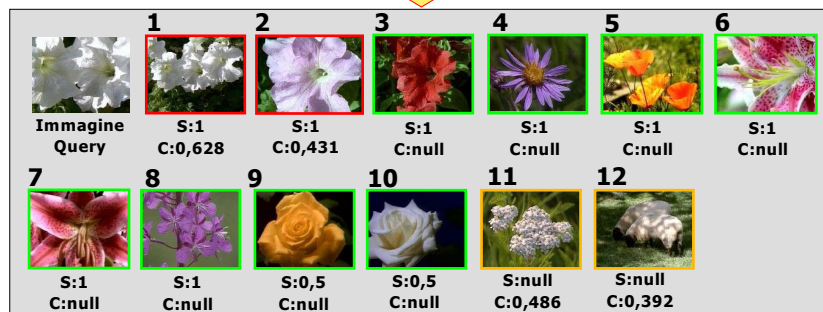 1 2 3 4 5 6
Immagine Query
S:1 C:0,628
S:1 C:0,431
S:1 C:null
S:1 C:null
S:1 C:null
S:1 C:null
7 8 9 10 11 12
S:1 C:null
S:1 C:null
S:0,5 C:null
S:0,5 C:null
S:null C:0,486
S:null C:0,392